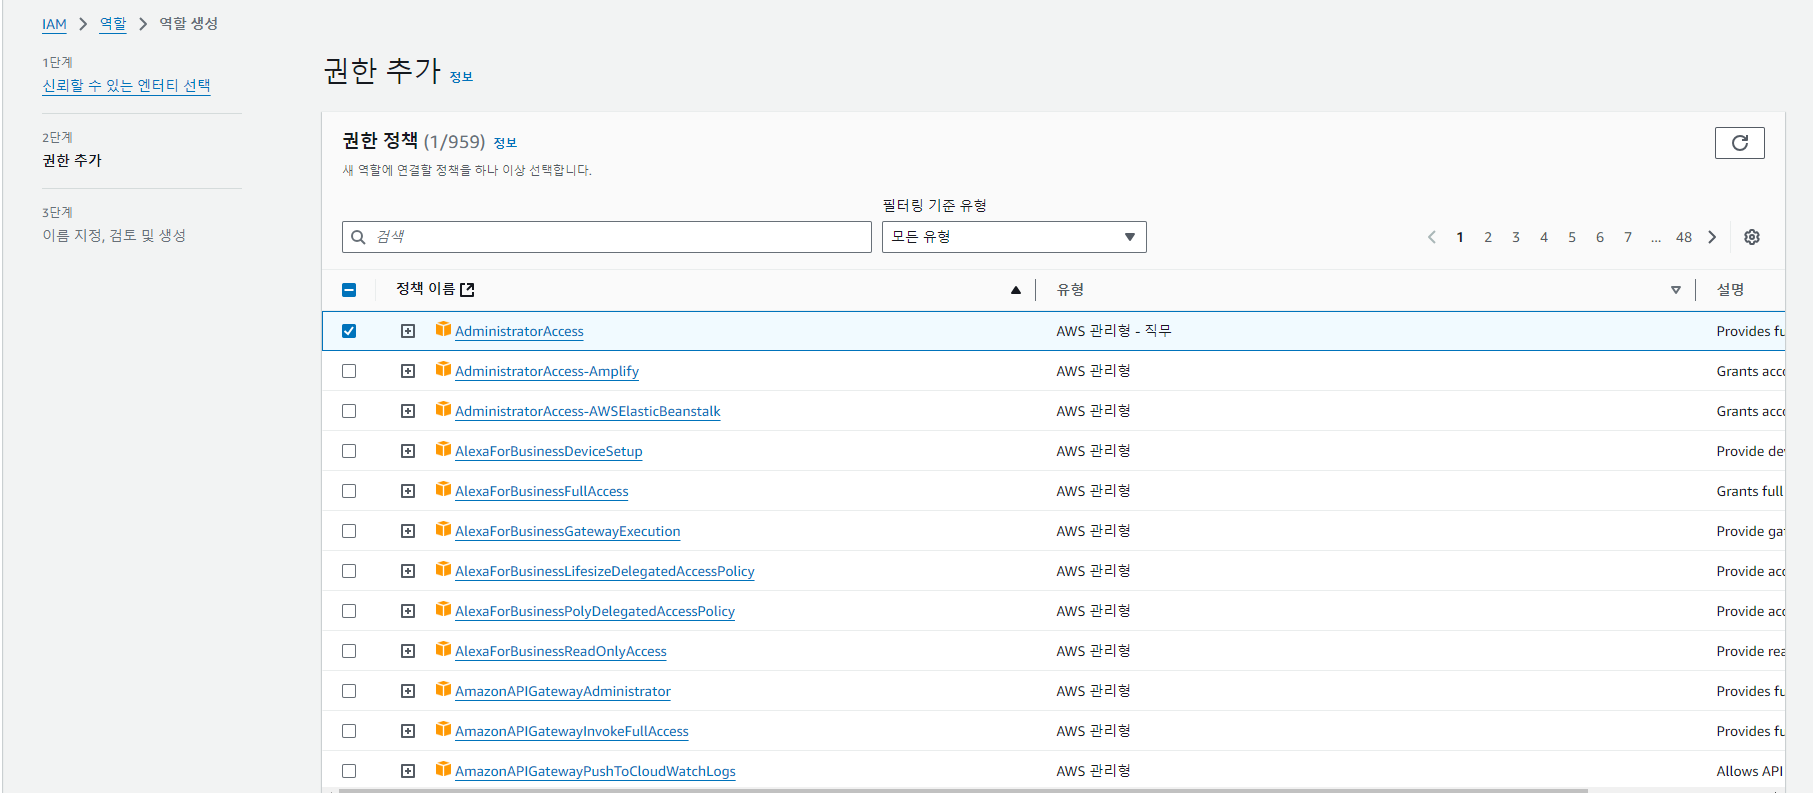 IAM > 역할 > 역할 생성
1단계
신뢰할 수 있는 엔터티 선택
2단계
권한 추가
3단계
이름 지정, 검토 및 생성
권한 추가 정보
권한 정책 (1/959) 정보
새 역할에 연결할 정책을 하나 이상 선택합니다.
필터링 기준 유형
검색 모든 유형 1 2 3 4 5 6 7 ... 48
정책 이름 유형 설명
AdministratorAccess AWS 관리형 - 직무 Provides fu
AdministratorAccess-Amplify AWS 관리형 Grants acc
AdministratorAccess-AWSElasticBeanstalk AWS 관리형 Grants acc
AlexaForBusinessDeviceSetup AWS 관리형 Provide de
AlexaForBusinessFullAccess AWS 관리형 Grants full
AlexaForBusinessGatewayExecution AWS 관리형 Provide ga
AlexaForBusinessLifesizeDelegatedAccessPolicy AWS 관리형 Provide acc
AlexaForBusinessPolyDelegatedAccessPolicy AWS 관리형 Provide acc
AlexaForBusinessReadOnlyAccess AWS 관리형 Provide rea
AmazonAPIGatewayAdministrator AWS 관리형 Provides fu
AmazonAPIGatewayInvokeFullAccess AWS 관리형 Provides fu
AmazonAPIGatewayPushToCloudWatchLogs AWS 관리형 Allows API